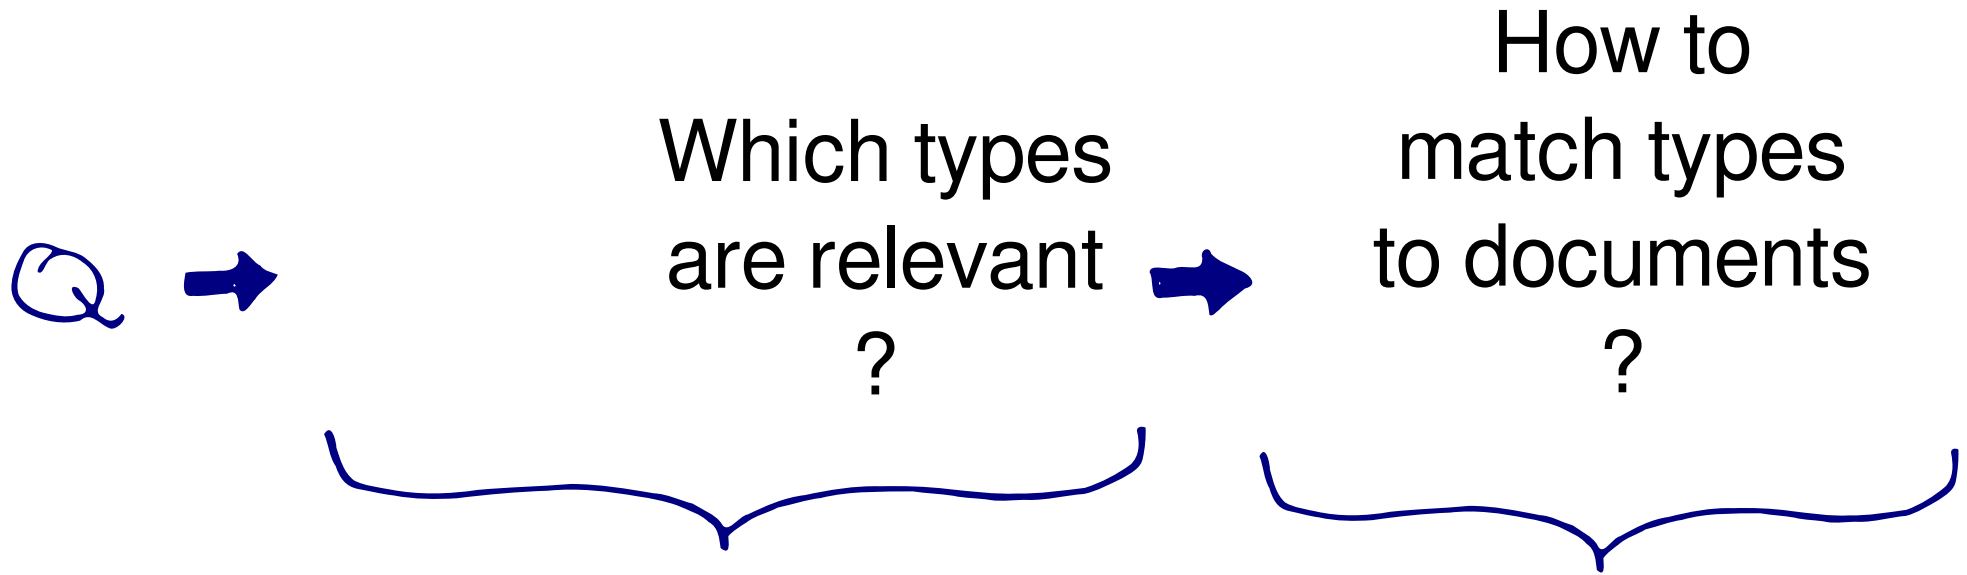 Q
Which types
are relevant
?
How to
match types
to documents
?